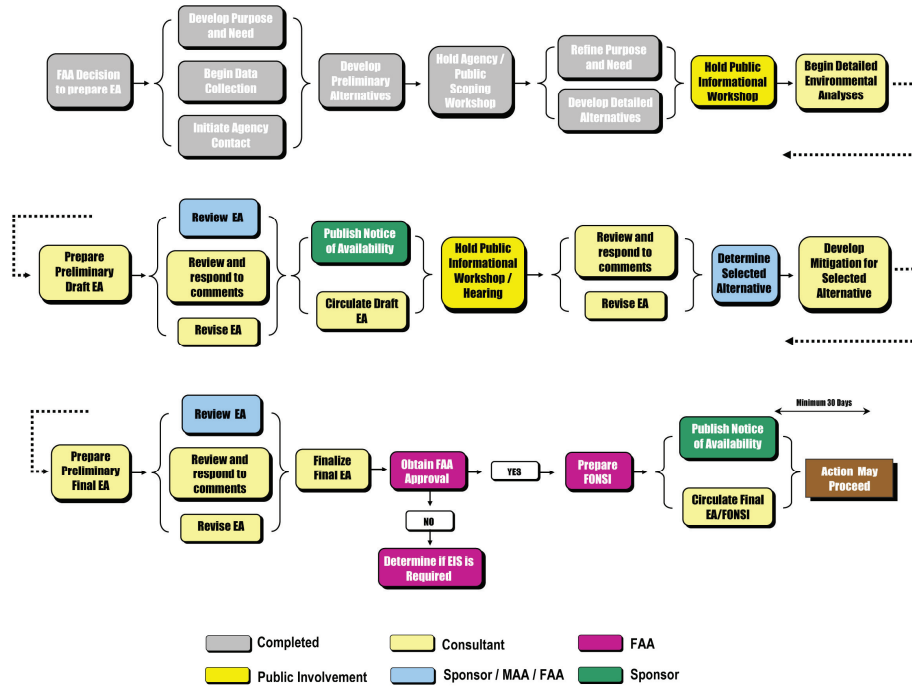 FAA Decision
to prepare EA
Develop Purpose
and Need
Begin Data
Collection
Initiate Agency
Contact
Develop
Preliminary
Alternatives
Hold Agency /
Public
Scoping
Workshop
Refine Purpose
and Need
Develop Detailed
Alternatives
Hold Public
Informational
Workshop
Begin Detailed
Environmental
Analyses
Prepare
Preliminary
Draft EA
Review EA
Review and
respond to
comments
Revise EA
Publish Notice
of Availability
Circulate Draft
EA
Hold Public
Informational
Workshop /
Hearing
Review and
respond to
comments
Revise EA
Determine
Selected
Alternative
Develop
Mitigation for
Selected
Alternative
Prepare
Preliminary
Final EA
Review EA
Review and
respond to
comments
Revise EA
Finalize
Final EA
Obtain FAA
Approval
YES
NO
Determine if EIS is
Required
Prepare
FONSI
Publish Notice
of Availability
Circulate Final
EA/FONSI
Minimum 30 Days
Action May
Proceed
Completed
Consultant
FAA
Public Involvement
Sponsor / MAA / FAA
Sponsor